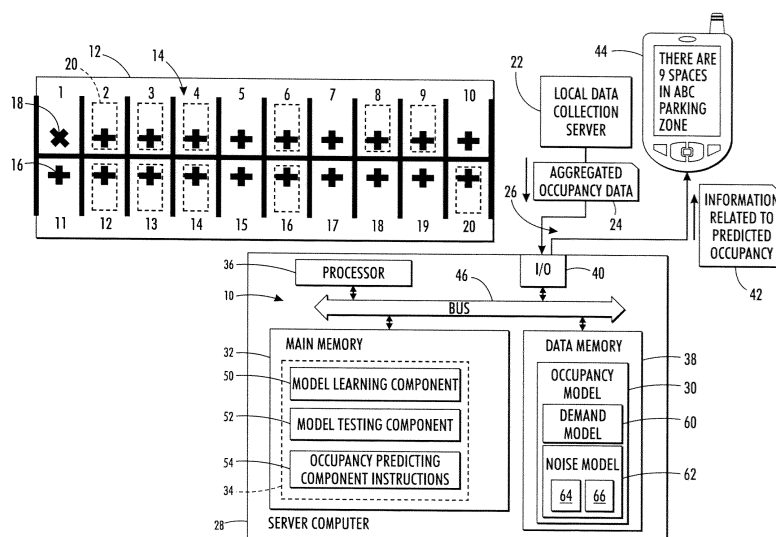 12
20
14
1 2 3 4 5 6 7 8 9 10
18
16
11 12 13 14 15 16 17 18 19 20
22
LOCAL DATA
COLLECTION
SERVER
44
THERE ARE
9 SPACES
IN ABC
PARKING
ZONE
AGGREGATED
OCCUPANCY DATA
24
26
INFORMATION
RELATED TO
PREDICTED
OCCUPANCY
42
36
PROCESSOR
I/O
40
10
46
BUS
MAIN MEMORY
32
50
MODEL LEARNING COMPONENT
52
MODEL TESTING COMPONENT
54
OCCUPANCY PREDICTING
COMPONENT INSTRUCTIONS
34
28
SERVER COMPUTER
DATA MEMORY
38
OCCUPANCY
MODEL
30
DEMAND
MODEL
60
NOISE MODEL
62
64 66